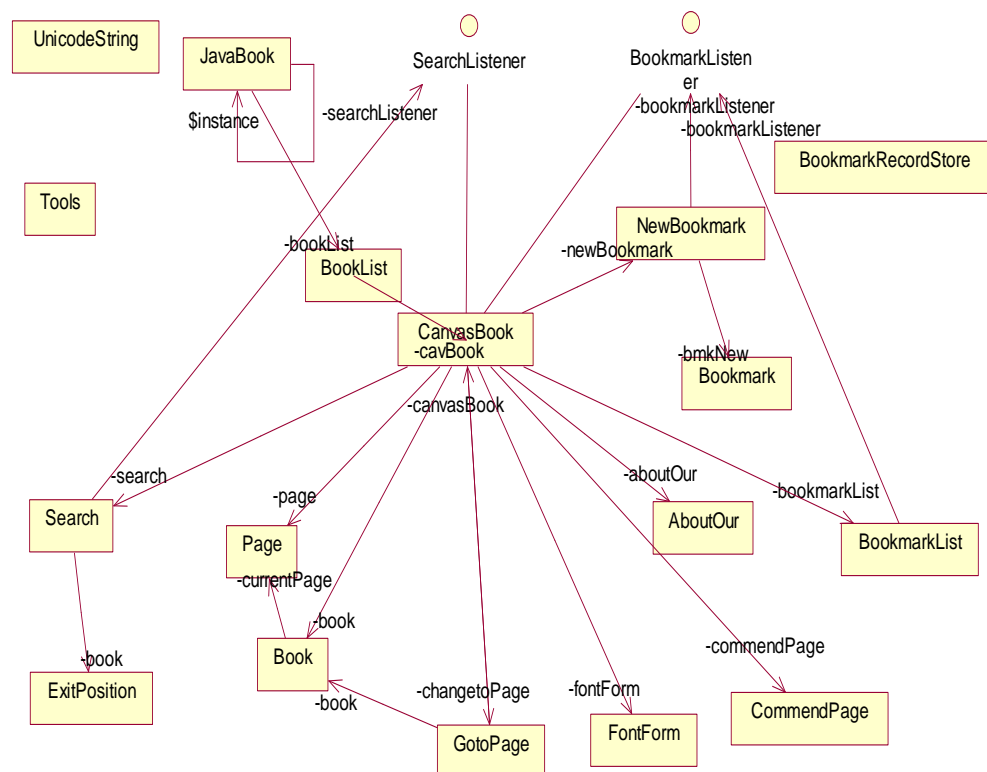 UnicodeString
JavaBook
SearchListener
BookmarkListen
er
$instance
-searchListener
-bookmarkListener
-bookmarkListener
BookmarkRecordStore
Tools
NewBookmark
-bookList
-newBookmark
BookList
CanvasBook
-cavBook
-bmkNew
Bookmark
-canvasBook
-search
-page
-aboutOur
-bookmarkList
Search
AboutOur
Page
BookmarkList
-currentPage
-book
-book
Book
-commendPage
ExitPosition
-book
-changetoPage
-fontForm
CommendPage
GotoPage
FontForm